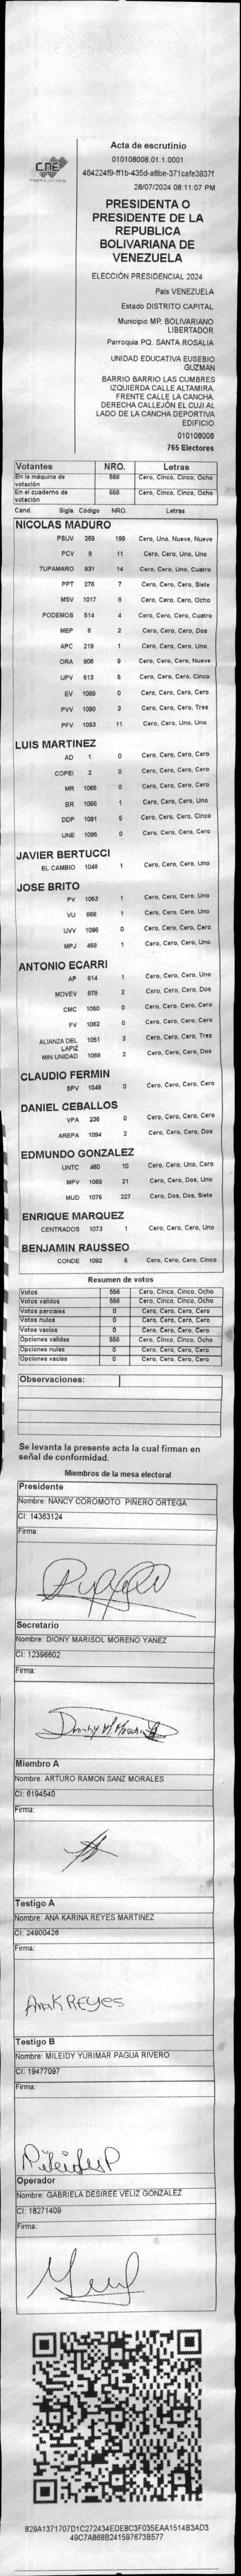 CNE
Acta de escrutinio
010108008.01.1.0001
464224f9-ff1b-435d-a8be-371cafe3937f
28/07/2024 08:11:07 PM
PRESIDENTA O
PRESIDENTE DE LA
REPUBLICA
BOLIVARIANA DE
VENEZUELA
ELECCIÓN PRESIDENCIAL 2024
Pais VENEZUELA
Estado DISTRITO CAPITAL
Municipio MP. BOLIVARIANO
LIBERTADOR
Parroquia PQ. SANTA ROSALIA
UNIDAD EDUCATIVA EUSEBIO
GUZMAN
BARRIO BARRIO LAS CUMBRES
IZQUIERDA CALLE ALTAMIRA.
FRENTE CALLE LA CANCHA.
DERECHA CALLEJÓN EL CUJI AL
LADO DE LA CANCHA DEPORTIVA
EDIFICIO
010108008
765 Electores
Votantes NRO. Letras
En la máquina de votación 558 Cero, Cinco, Cinco, Ocho
En el cuaderno de votación 558 Cero, Cinco, Cinco, Ocho
Cand. Sigla Código NRO. Letras
NICOLAS MADURO
PSUV 269 199 Cero, Uno, Nueve, Nueve
PCV 9 11 Cero, Cero, Uno, Uno
TUPAMARO 931 14 Cero, Cero, Uno, Cuatro
PPT 276 7 Cero, Cero, Cero, Siete
MSV 1017 8 Cero, Cero, Cero, Ocho
PODEMOS 514 4 Cero, Cero, Cero, Cuatro
MEP 6 2 Cero, Cero, Cero, Dos
APC 219 1 Cero, Cero, Cero, Uno
ORA 906 9 Cero, Cero, Cero, Nueve
UPV 513 5 Cero, Cero, Cero, Cinco
EV 1089 0 Cero, Cero, Cero, Cero
PVV 1090 3 Cero, Cero, Cero, Tres
PFV 1093 11 Cero, Cero, Uno, Uno
LUIS MARTINEZ
AD 1 0 Cero, Cero, Cero, Cero
COPEI 2 0 Cero, Cero, Cero, Cero
MR 1065 0 Cero, Cero, Cero, Cero
BR 1066 1 Cero, Cero, Cero, Uno
DDP 1091 5 Cero, Cero, Cero, Cinco
UNE 1095 0 Cero, Cero, Cero, Cero
JAVIER BERTUCCI
EL CAMBIO 1048 1 Cero, Cero, Cero, Uno
JOSE BRITO
PV 1053 1 Cero, Cero, Cero, Uno
VU 868 1 Cero, Cero, Cero, Uno
UVV 1096 0 Cero, Cero, Cero, Cero
MPJ 458 1 Cero, Cero, Cero, Uno
ANTONIO ECARRI
AP 814 1 Cero, Cero, Cero, Uno
MOVEV 878 2 Cero, Cero, Cero, Dos
CMC 1050 0 Cero, Cero, Cero, Cero
FV 1062 0 Cero, Cero, Cero, Cero
ALIANZA DEL LAPIZ 1051 3 Cero, Cero, Cero, Tres
MIN UNIDAD 1068 2 Cero, Cero, Cero, Dos
CLAUDIO FERMIN
SPV 1049 0 Cero, Cero, Cero, Cero
DANIEL CEBALLOS
VPA 236 0 Cero, Cero, Cero, Cero
AREPA 1094 2 Cero, Cero, Cero, Dos
EDMUNDO GONZALEZ
UNTC 460 10 Cero, Cero, Uno, Cero
MPV 1069 21 Cero, Cero, Dos, Uno
MUD 1075 227 Cero, Dos, Dos, Siete
ENRIQUE MARQUEZ
CENTRADOS 1073 1 Cero, Cero, Cero, Uno
BENJAMIN RAUSSEO
CONDE 1092 5 Cero, Cero, Cero, Cinco
Resumen de votos
Votos 558 Cero, Cinco, Cinco, Ocho
Votos validos 558 Cero, Cinco, Cinco, Ocho
Votos parciales 0 Cero, Cero, Cero, Cero
Votos nulos 0 Cero, Cero, Cero, Cero
Votos vacios 0 Cero, Cero, Cero, Cero
Opciones validas 558 Cero, Cinco, Cinco, Ocho
Opciones nulas 0 Cero, Cero, Cero, Cero
Opciones vacias 0 Cero, Cero, Cero, Cero
Observaciones:
Se levanta la presente acta la cual firman en
señal de conformidad.
Miembros de la mesa electoral
Presidente
Nombre: NANCY COROMOTO PIÑERO ORTEGA
CI: 14363124
Firma:
Secretario
Nombre: DIONY MARISOL MORENO YANEZ
CI: 12396602
Firma:
Miembro A
Nombre: ARTURO RAMON SANZ MORALES
CI: 6194540
Firma:
Testigo A
Nombre: ANA KARINA REYES MARTINEZ
CI: 24900426
Firma:
AnaK REyes
Testigo B
Nombre: MILEIDY YURIMAR PAGUA RIVERO
CI: 19477097
Firma:
Operador
Nombre: GABRIELA DESIREE VELIZ GONZALEZ
CI: 18271409
Firma:
829A1371707D1C272434EDE8C3F035EAA1514B3AD3
49C7A868B241597673B577